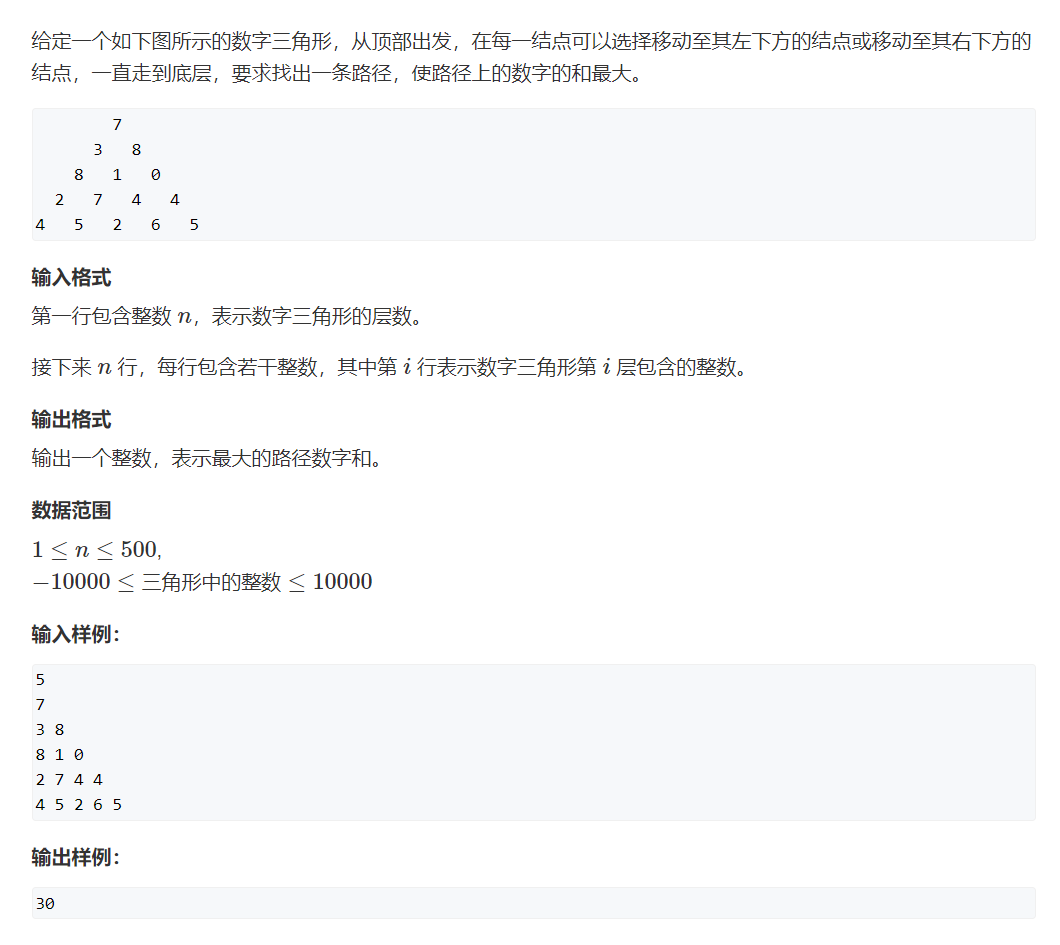 给定一个如下图所示的数字三角形，从顶部出发，在每一结点可以选择移动至其左下方的结点或移动至其右下方的
结点，一直走到底层，要求找出一条路径，使路径上的数字的和最大。
7
3 8
8 1 0
2 7 4 4
4 5 2 6 5
输入格式
第一行包含整数 n，表示数字三角形的层数。
接下来 n 行，每行包含若干整数，其中第 i 行表示数字三角形第 i 层包含的整数。
输出格式
输出一个整数，表示最大的路径数字和。
数据范围
1 ≤ n ≤ 500,
−10000 ≤ 三角形中的整数 ≤ 10000
输入样例：
5
7
3 8
8 1 0
2 7 4 4
4 5 2 6 5
输出样例：
30